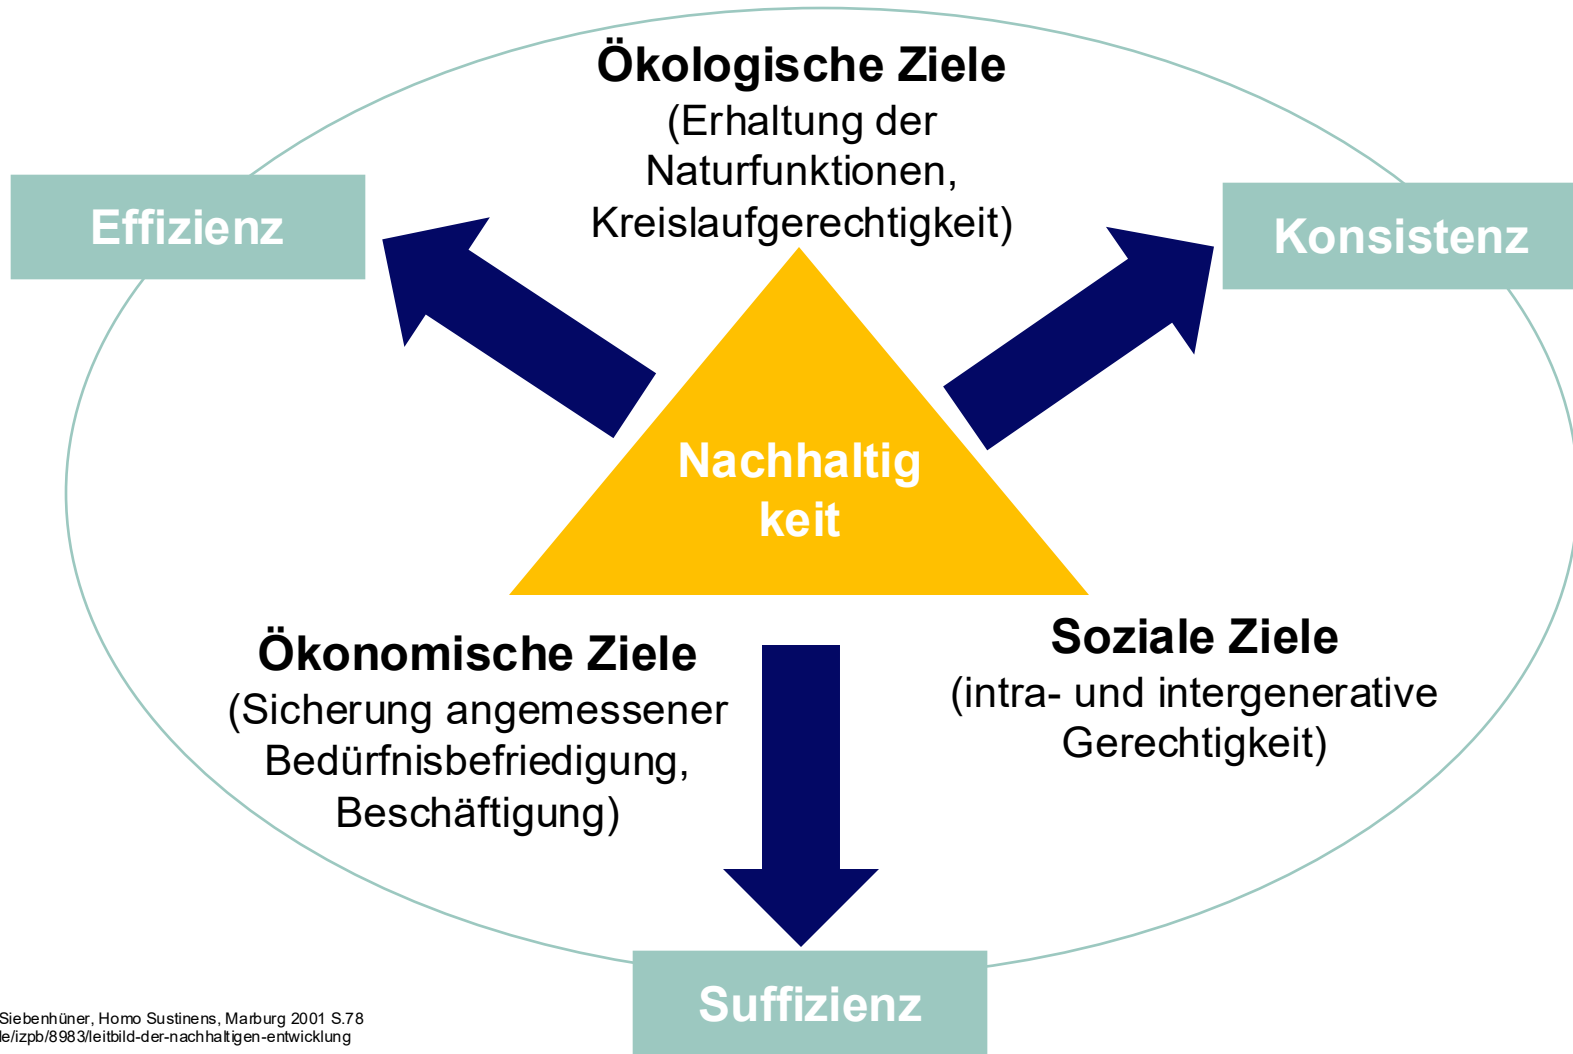 Ökologische Ziele
(Erhaltung der
Naturfunktionen,
Kreislaufgerechtigkeit)
Effizienz
Konsistenz
Nachhaltig
keit
Ökonomische Ziele
(Sicherung angemessener
Bedürfnisbefriedigung,
Beschäftigung)
Soziale Ziele
(intra- und intergenerative
Gerechtigkeit)
Suffizienz
Siebenhüner, Homo Sustinens, Marburg 2001 S.78
le/izpb/8983/leitbild-der-nachhaltigen-entwicklung